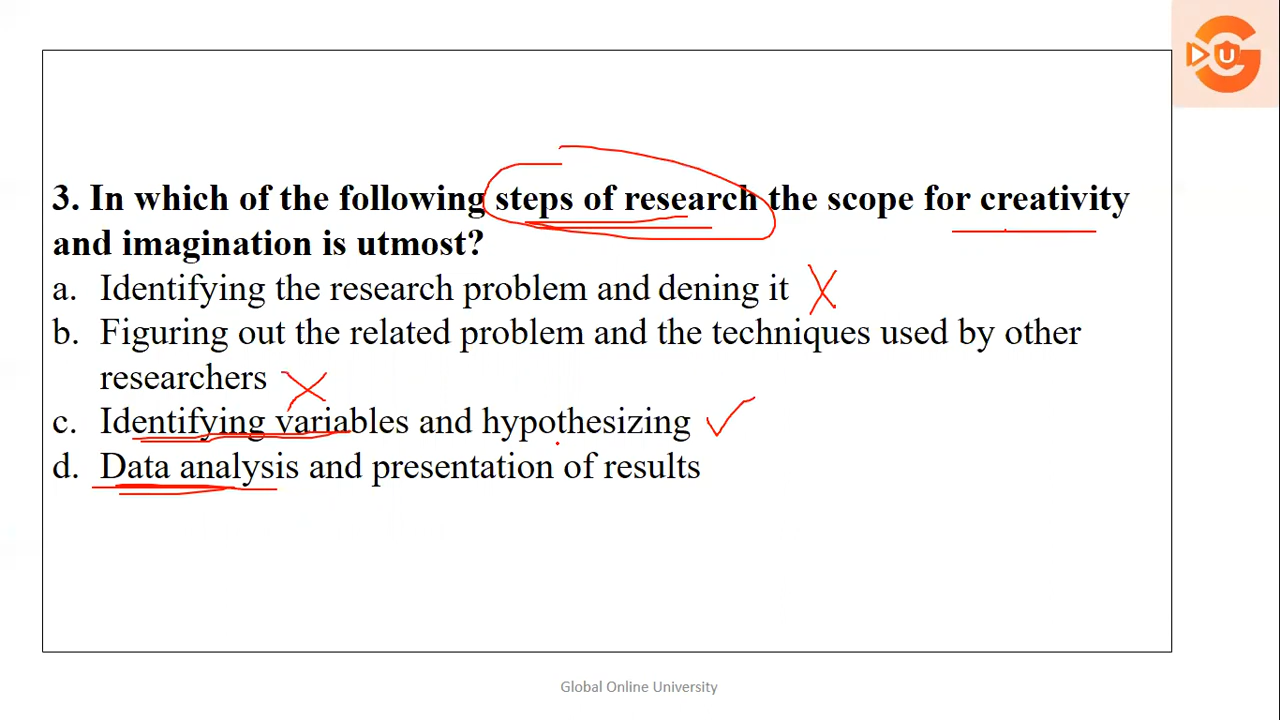 U
3. In which of the following steps of research the scope for creativity
and imagination is utmost?
a. Identifying the research problem and dening it
b. Figuring out the related problem and the techniques used by other
researchers
c. Identifying variables and hypothesizing
d. Data analysis and presentation of results
Global Online University